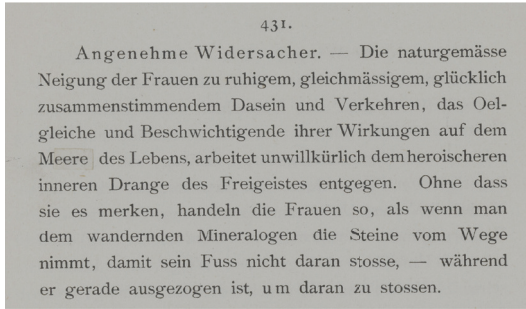 431.
Angenehme Widersacher. — Die naturgemässe
Neigung der Frauen zu ruhigem, gleichmässigem, glücklich
zusammenstimmendem Dasein und Verkehren, das Oel-
gleiche und Beschwichtigende ihrer Wirkungen auf dem
Meere des Lebens, arbeitet unwillkürlich dem heroischeren
inneren Drange des Freigeistes entgegen. Ohne dass
sie es merken, handeln die Frauen so, als wenn man
dem wandernden Mineralogen die Steine vom Wege
nimmt, damit sein Fuss nicht daran stosse, — während
er gerade ausgezogen ist, um daran zu stossen.